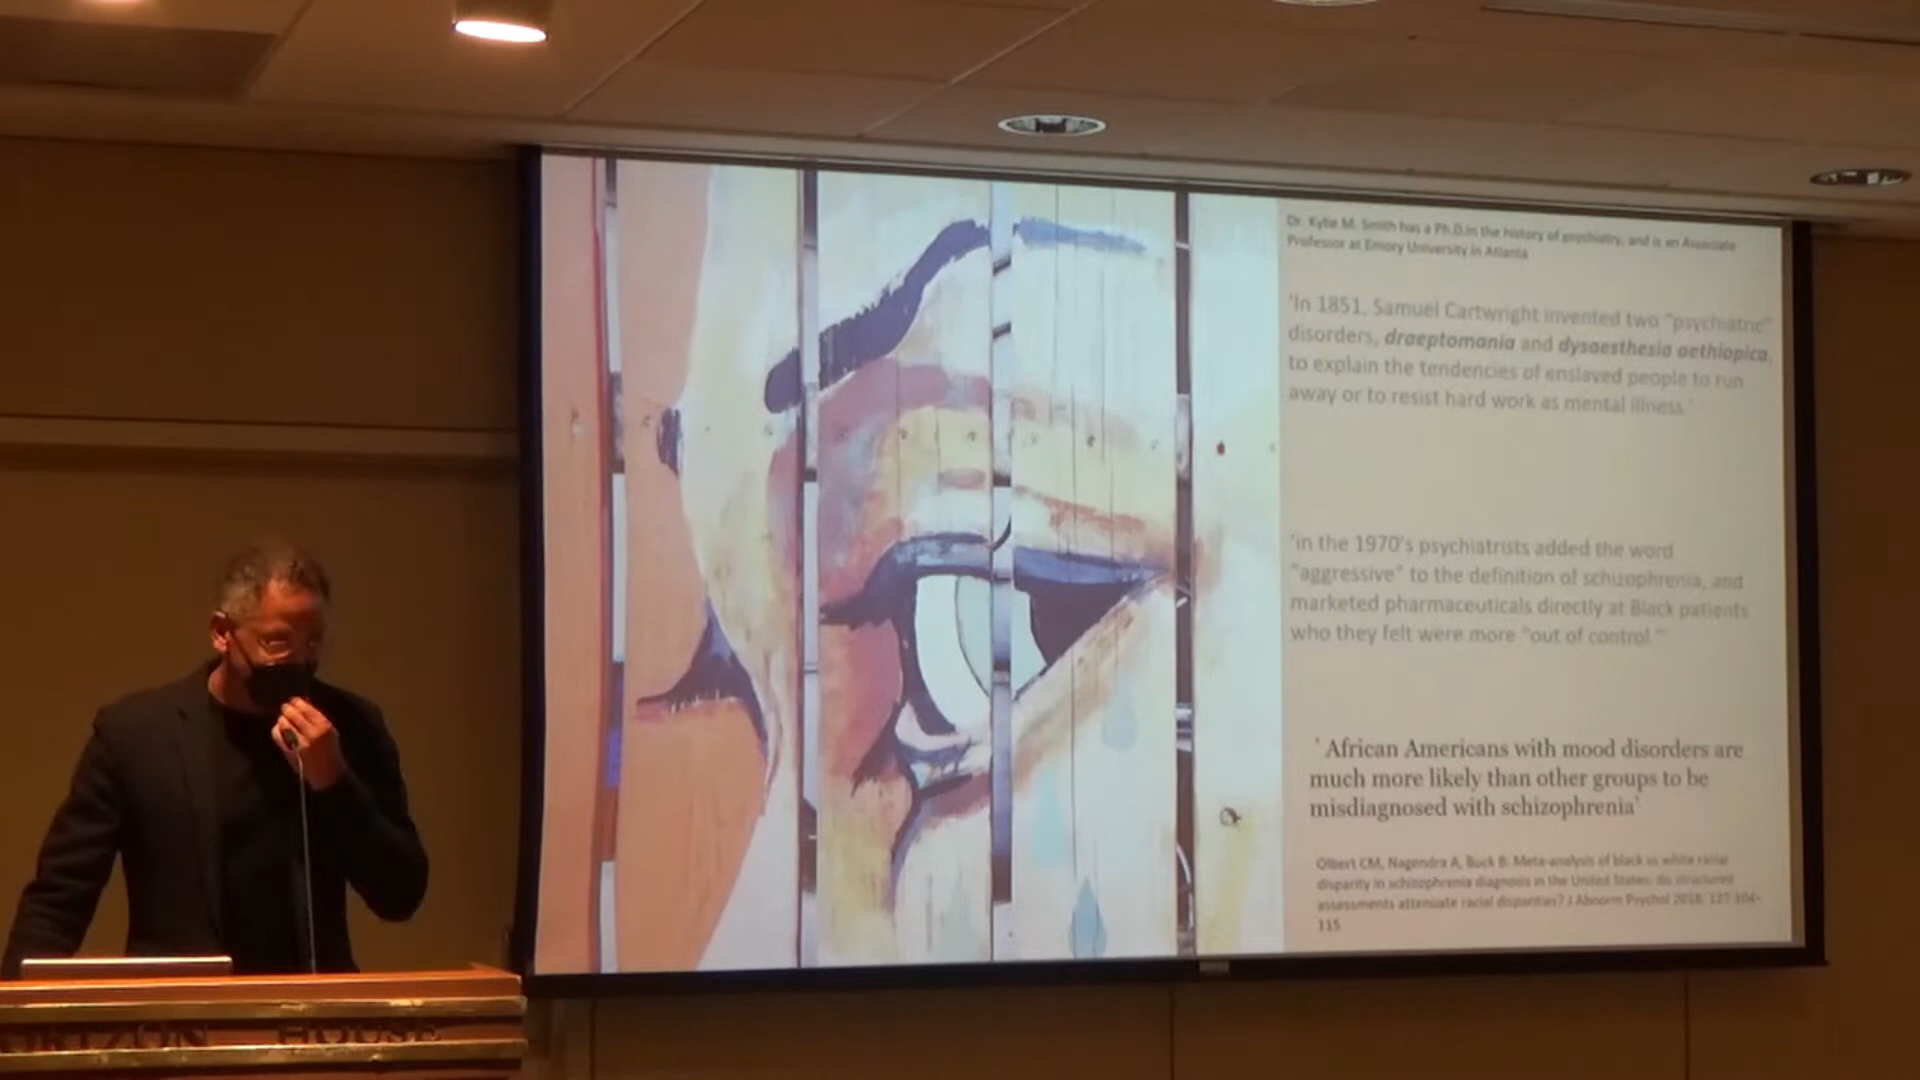 Dr. Kylie M. Smith has a Ph.D.in the history of psychiatry, and is an Associate
Professor at Emory University in Atlanta
'In 1851, Samuel Cartwright invented two "psychiatric"
disorders, draeptomania and dysaesthesia aethiopica,
to explain the tendencies of enslaved people to run
away or to resist hard work as mental illness.'
'in the 1970's psychiatrists added the word
"aggressive" to the definition of schizophrenia, and
marketed pharmaceuticals directly at Black patients
who they felt were more "out of control."'
' African Americans with mood disorders are
much more likely than other groups to be
misdiagnosed with schizophrenia'
Olbert CM, Nagendra A, Buck B. Meta-analysis of black vs white racial
disparity in schizophrenia diagnosis in the United States: do structured
assessments attenuate racial disparities? J Abnorm Psychol 2018; 127:104-
115
ORIZON HOUSE